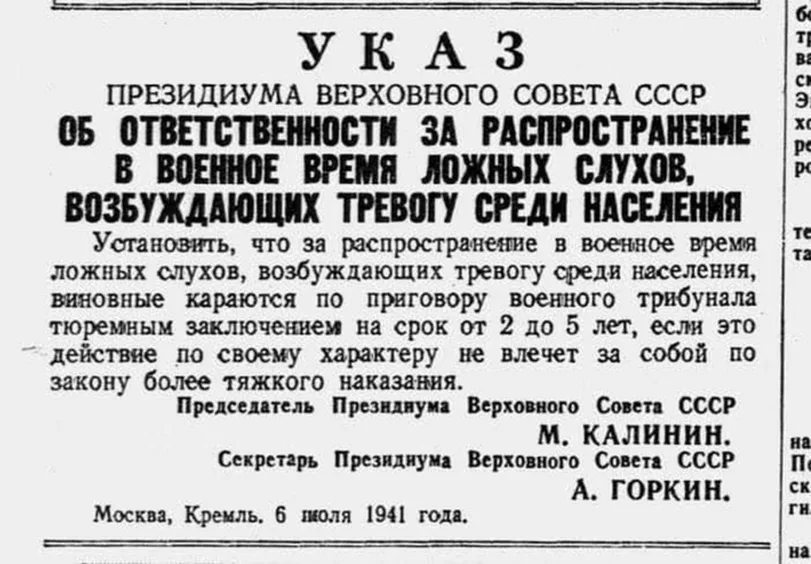 УКАЗ
ПРЕЗИДИУМА ВЕРХОВНОГО СОВЕТА СССР
ОБ ОТВЕТСТВЕННОСТИ ЗА РАСПРОСТРАНЕНИЕ
В ВОЕННОЕ ВРЕМЯ ЛОЖНЫХ СЛУХОВ,
ВОЗБУЖДАЮЩИХ ТРЕВОГУ СРЕДИ НАСЕЛЕНИЯ
Установить, что за распространение в военное время
ложных слухов, возбуждающих тревогу среди населения,
виновные караются по приговору военного трибунала
тюремным заключением на срок от 2 до 5 лет, если это
действие по своему характеру не влечет за собой по
закону более тяжкого наказания.
Председатель Президиума Верховного Совета СССР
М. КАЛИНИН.
Секретарь Президиума Верховного Совета СССР
А. ГОРКИН.
Москва, Кремль. 6 июля 1941 года.